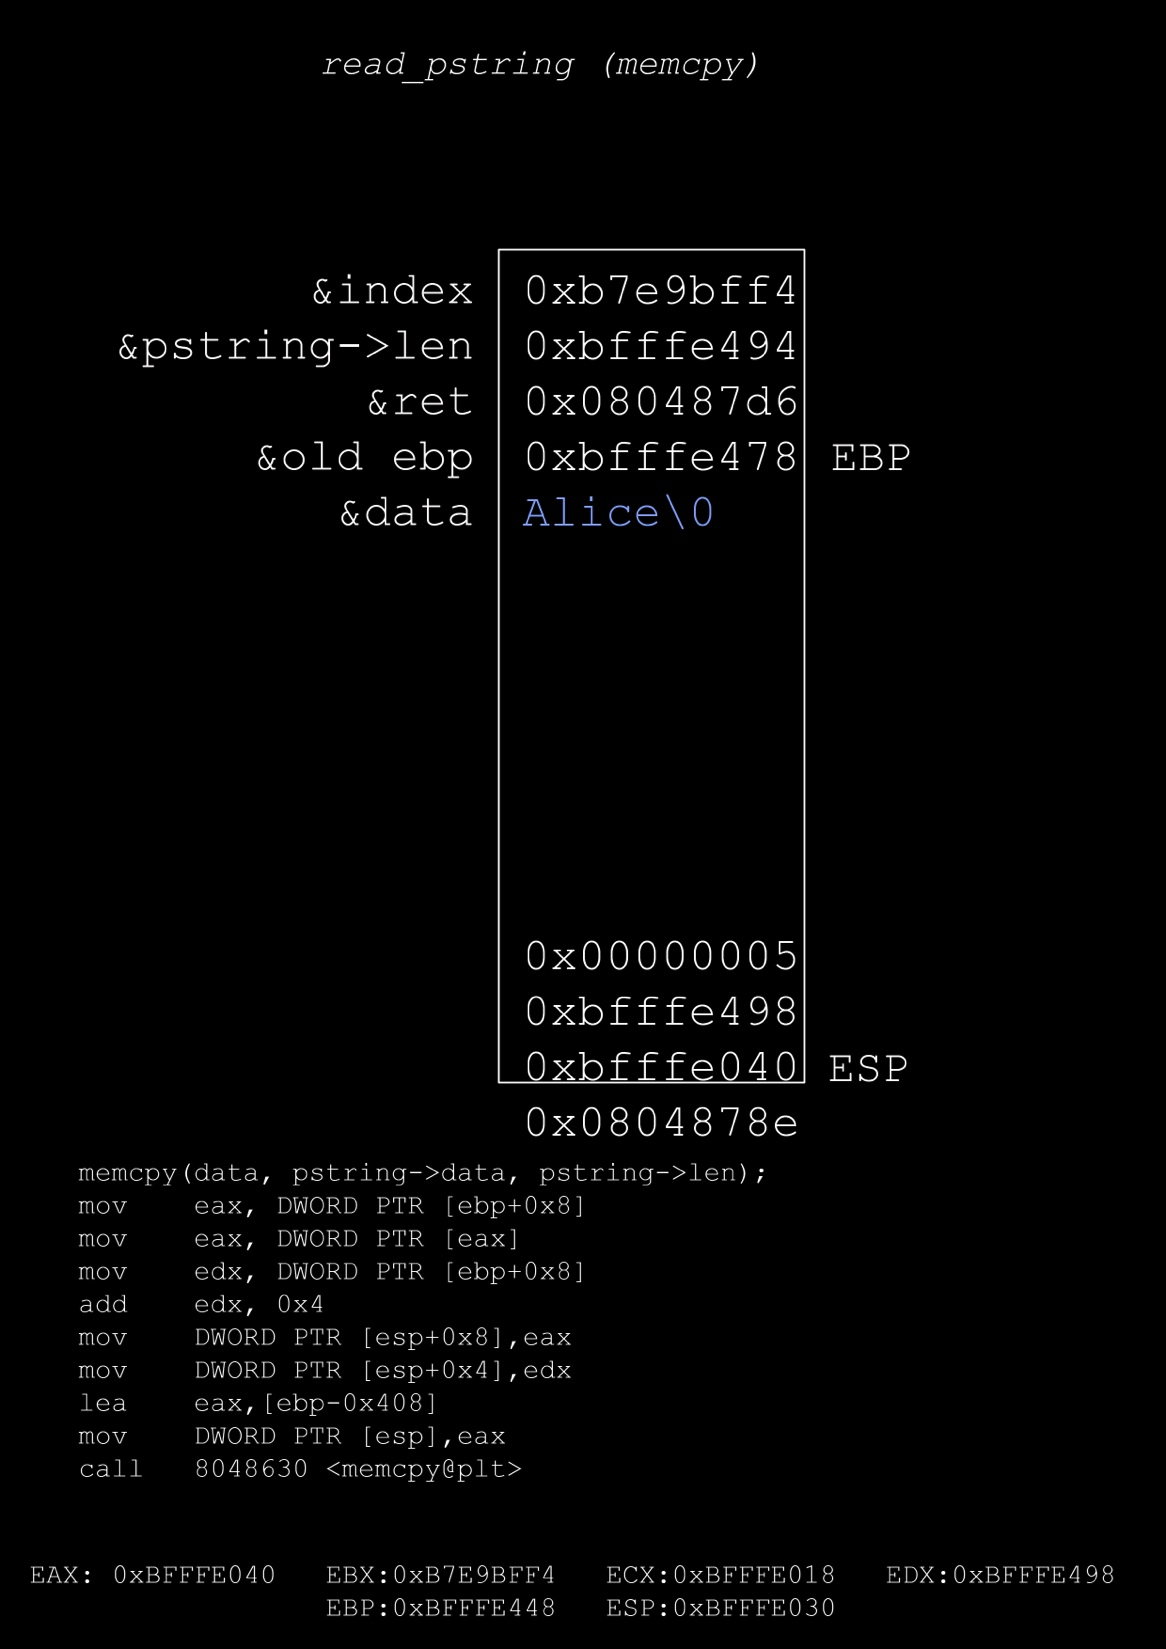 read_pstring (memcpy)
&index 0xb7e9bff4
&pstring->len 0xbfffe494
&ret 0x080487d6
&old ebp 0xbfffe478 EBP
&data Alice\0
0x00000005
0xbfffe498
0xbfffe040 ESP
0x0804878e
memcpy(data, pstring->data, pstring->len);
mov eax, DWORD PTR [ebp+0x8]
mov eax, DWORD PTR [eax]
mov edx, DWORD PTR [ebp+0x8]
add edx, 0x4
mov DWORD PTR [esp+0x8],eax
mov DWORD PTR [esp+0x4],edx
lea eax,[ebp-0x408]
mov DWORD PTR [esp],eax
call 8048630 <memcpy@plt>
EAX: 0xBFFFE040 EBX:0xB7E9BFF4 ECX:0xBFFFE018 EDX:0xBFFFE498
EBP:0xBFFFE448 ESP:0xBFFFE030